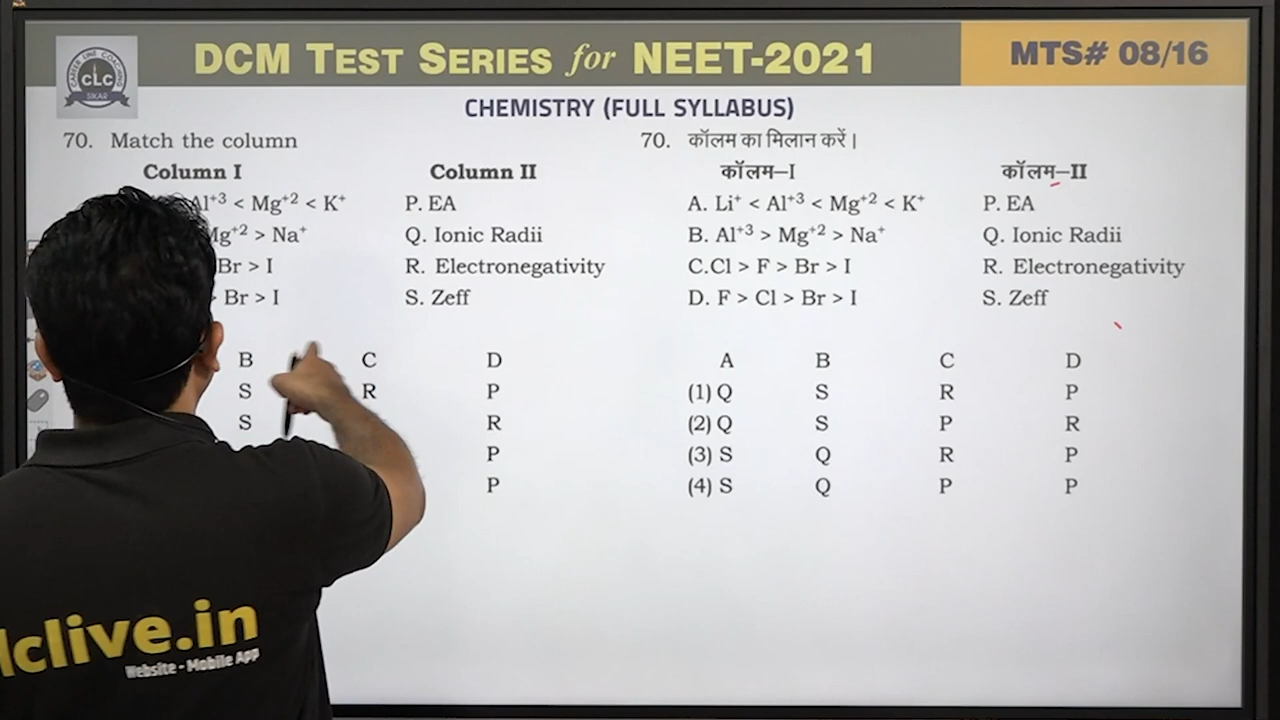 DCM TEST SERIES for NEET-2021
MTS# 08/16
CAREER LINE COACHING
CLC
SIKAR
CHEMISTRY (FULL SYLLABUS)
70. Match the column
Column I Column II
Al⁺³ < Mg⁺² < K⁺ P. EA
Mg⁺² > Na⁺ Q. Ionic Radii
Br > I R. Electronegativity
> Br > I S. Zeff
B C D
S R P
S R
P
P
70. कॉलम का मिलान करें।
कॉलम–I कॉलम–II
A. Li⁺ < Al⁺³ < Mg⁺² < K⁺ P. EA
B. Al⁺³ > Mg⁺² > Na⁺ Q. Ionic Radii
C.Cl > F > Br > I R. Electronegativity
D. F > Cl > Br > I S. Zeff
A B C D
(1) Q S R P
(2) Q S P R
(3) S Q R P
(4) S Q P P
lclive.in
Website - Mobile App